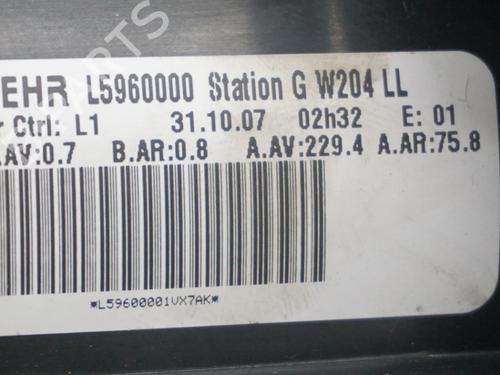 EHR L5960000 Station G W204 LL
r Ctrl: L1 31.10.07 02h32 E: 01
.AV:0.7 B.AR:0.8 A.AV:229.4 A.AR:75.8
*L59600001VX7AK*
PARTS